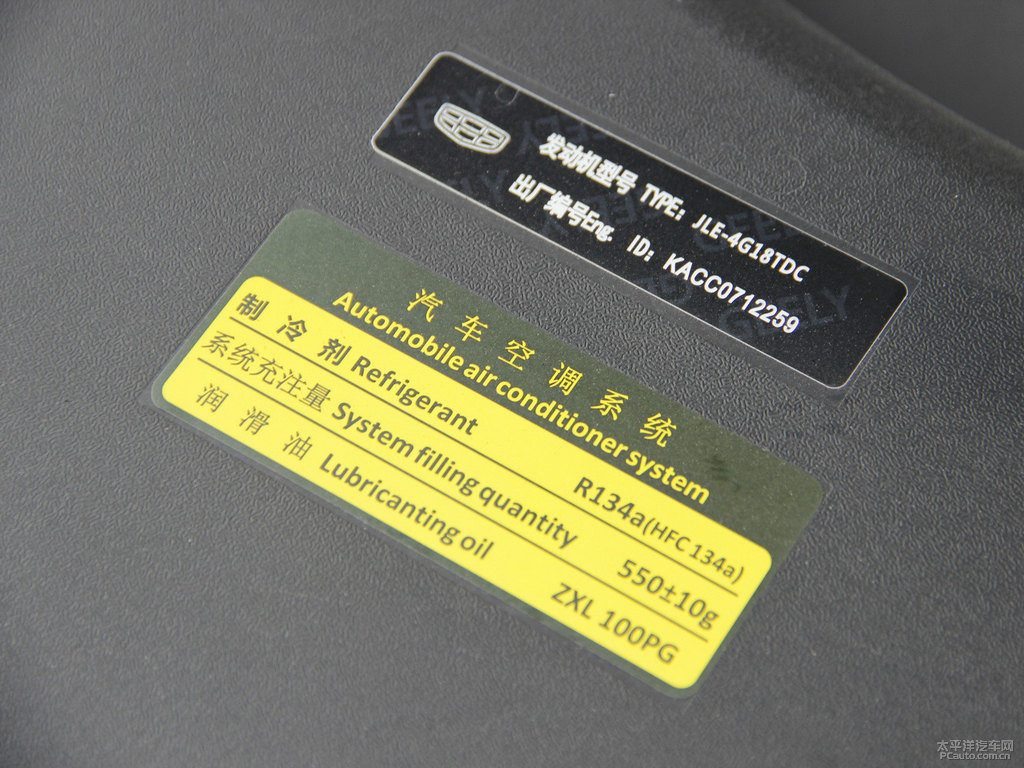 发动机型号 TYPE: JLE-4G18TDC
出厂编号Eng. ID: KACC0712259
汽车空调系统
Automobile air conditioner system
制冷剂 Refrigerant R134a(HFC 134a)
系统充注量 System filling quantity 550±10g
润滑油 Lubricanting oil ZXL 100PG
太平洋汽车网
PCauto.com.cn